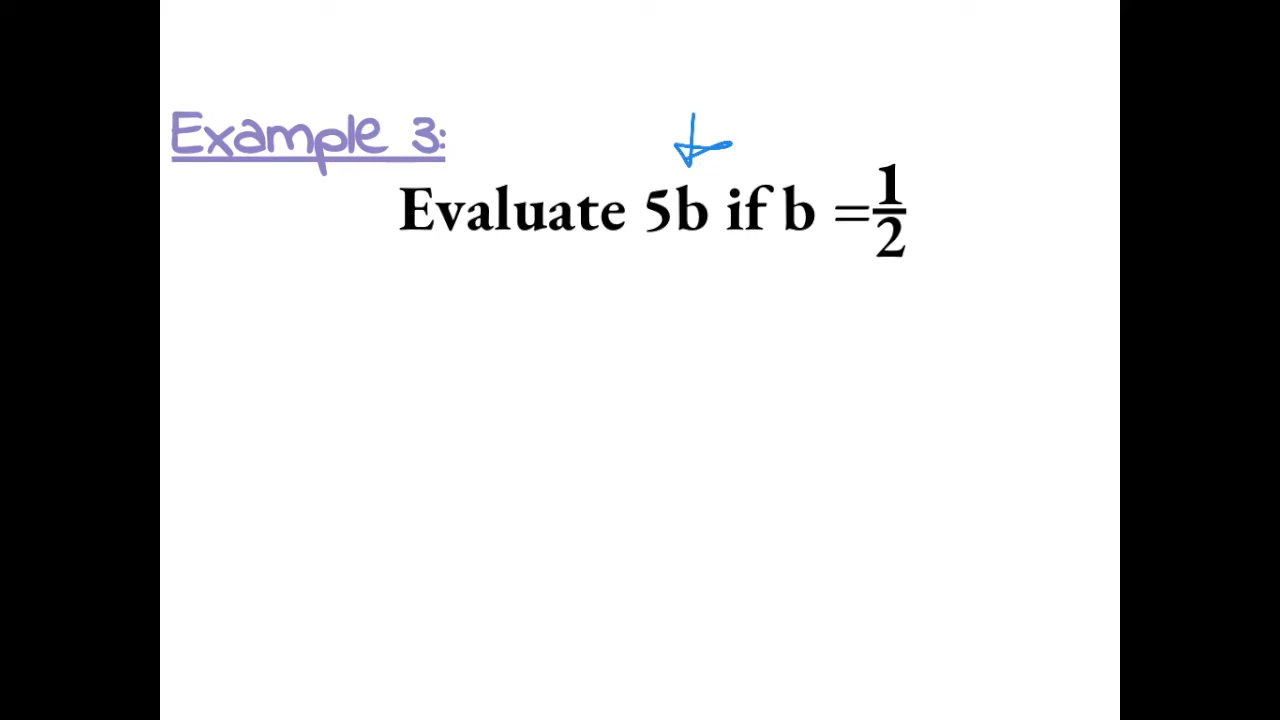 Example 3:
Evaluate 5b if b = 1/2